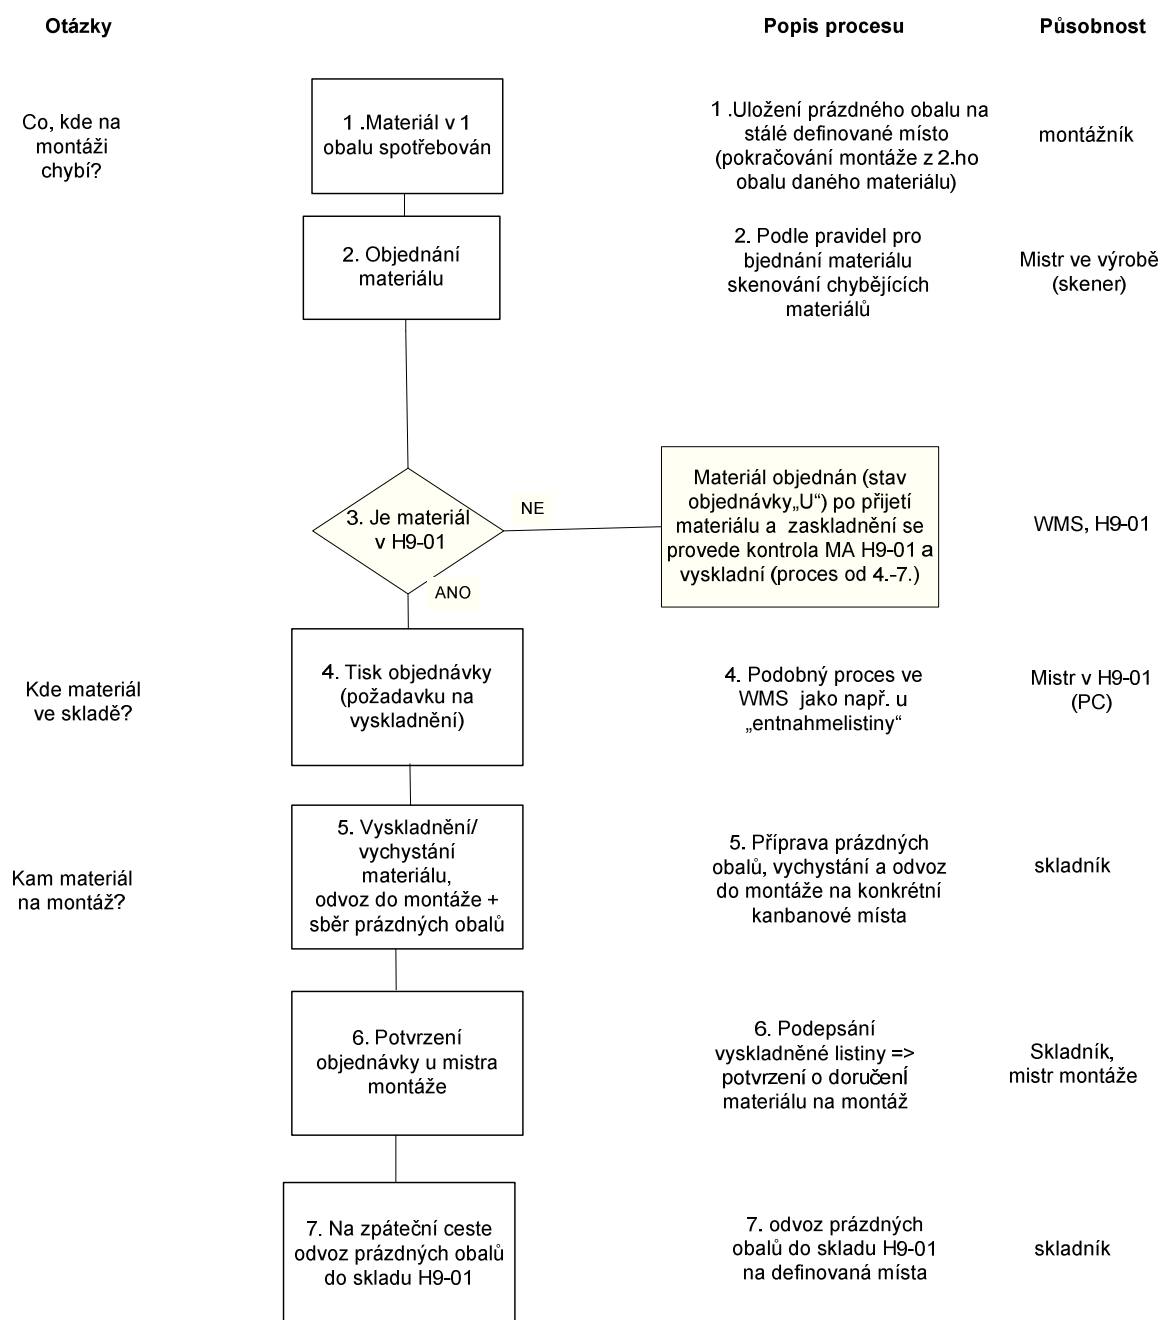 Otázky
Popis procesu
Působnost
Co, kde na
montáži
chybí?
1 .Materiál v 1
obalu spotřebován
1 .Uložení prázdného obalu na
stálé definované místo
(pokračování montáže z 2.ho
obalu daného materiálu)
montážník
2. Objednání
materiálu
2. Podle pravidel pro
bjednání materiálu
skenování chybějících
materiálů
Mistr ve výrobě
(skener)
3. Je materiál
v H9-01
NE
Materiál objednán (stav
objednávky„U“) po přijetí
materiálu a zaskladnění se
provede kontrola MA H9-01 a
vyskladní (proces od 4.-7.)
WMS, H9-01
ANO
Kde materiál
ve skladě?
4. Tisk objednávky
(požadavku na
vyskladnění)
4. Podobný proces ve
WMS jako např. u
„entnahmelistiny“
Mistr v H9-01
(PC)
Kam materiál
na montáž?
5. Vyskladnění/
vychystání
materiálu,
odvoz do montáže +
sběr prázdných obalů
5. Příprava prázdných
obalů, vychystání a odvoz
do montáže na konkrétní
kanbanové místa
skladník
6. Potvrzení
objednávky u mistra
montáže
6. Podepsání
vyskladněné listiny =>
potvrzení o doručení
materiálu na montáž
Skladník,
mistr montáže
7. Na zpáteční ceste
odvoz prázdných obalů
do skladu H9-01
7. odvoz prázdných
obalů do skladu H9-01
na definovaná místa
skladník